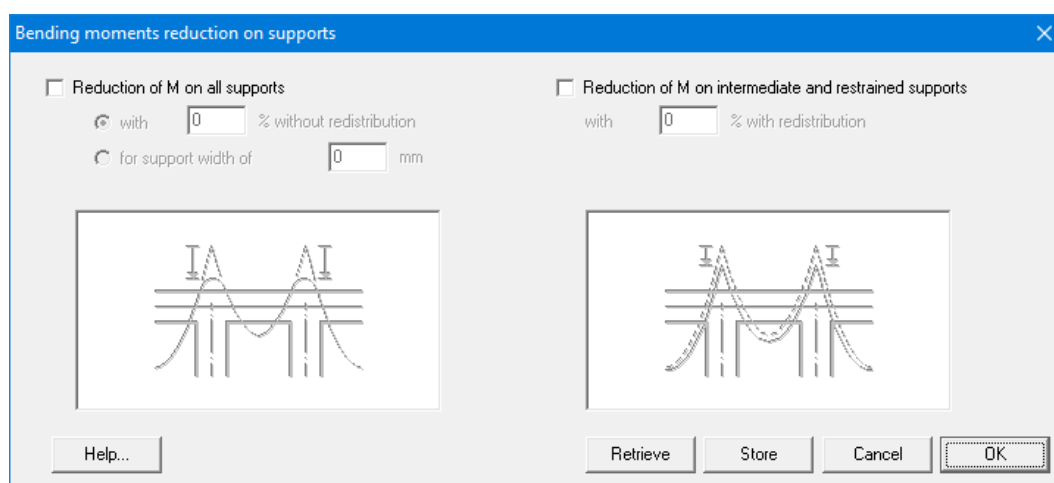 Bending moments reduction on supports
Reduction of M on all supports
with 0 % without redistribution
for support width of 0 mm
Reduction of M on intermediate and restrained supports
with 0 % with redistribution
Help...
Retrieve
Store
Cancel
OK